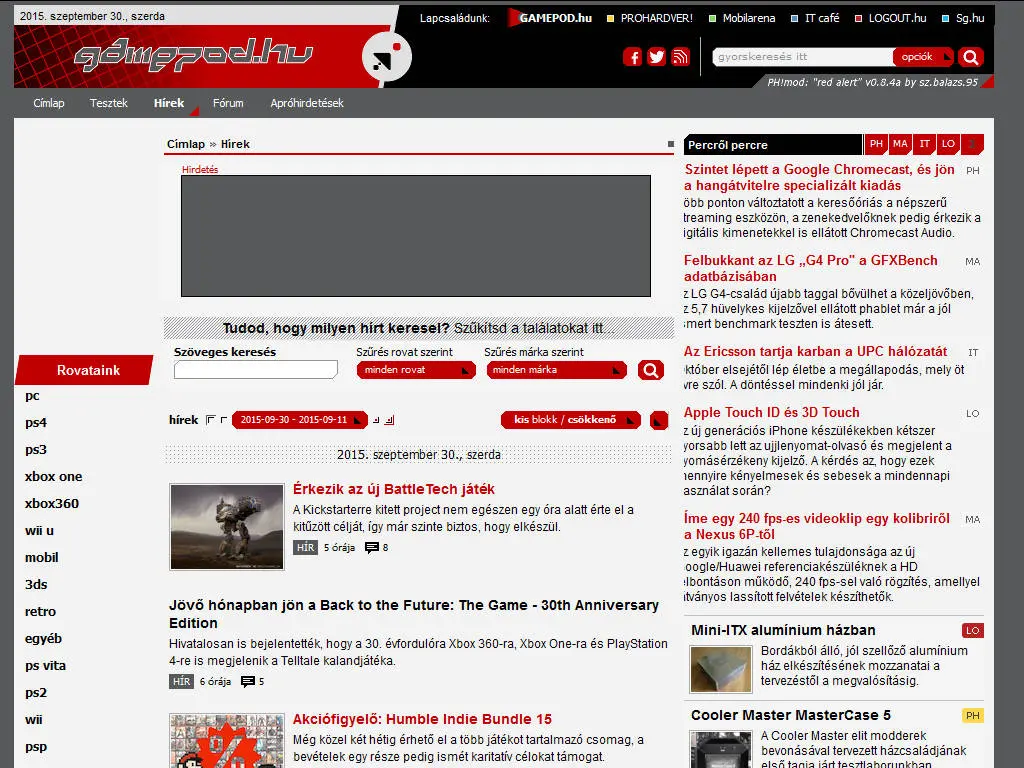 2015. szeptember 30., szerda
Lapcsaládunk:
GAMEPOD.hu
PROHARDVER!
Mobilarena
IT café
LOGOUT.hu
Sg.hu
gamepod.hu
gyorskeresés itt
opciók
PH!mod: "red alert" v0.8.4a by sz.balazs.95
Címlap
Tesztek
Hírek
Fórum
Apróhirdetések
Címlap » Hírek
Hirdetés
Tudod, hogy milyen hírt keresel? Szűkítsd a találatokat itt...
Szöveges keresés
Szűrés rovat szerint
Szűrés márka szerint
minden rovat
minden márka
hírek
2015-09-30 - 2015-09-11
kis blokk / csökkenő
2015. szeptember 30., szerda
Érkezik az új BattleTech játék
A Kickstarterre kitett project nem egészen egy óra alatt érte el a
kitűzött célját, így már szinte biztos, hogy elkészül.
HÍR 5 órája 8
Jövő hónapban jön a Back to the Future: The Game - 30th Anniversary
Edition
Hivatalosan is bejelentették, hogy a 30. évfordulóra Xbox 360-ra, Xbox One-ra és PlayStation
4-re is megjelenik a Telltale kalandjátéka.
HÍR 6 órája 5
Akciófigyelő: Humble Indie Bundle 15
Még közel két hétig érhető el a több játékot tartalmazó csomag, a
bevételek egy része pedig ismét karitatív célokat támogat.
Rovataink
pc
ps4
ps3
xbox one
xbox360
wii u
mobil
3ds
retro
egyéb
ps vita
ps2
wii
psp
Percről percre
PH
MA
IT
LO
Szintet lépett a Google Chromecast, és jön
a hangátvitelre specializált kiadás
PH
öbb ponton változtatott a keresőóriás a népszerű
treaming eszközön, a zenekedvelőknek pedig érkezik a
igitális kimenetekkel is ellátott Chromecast Audio.
Felbukkant az LG „G4 Pro" a GFXBench
adatbázisában
MA
z LG G4-család újabb taggal bővülhet a közeljövőben,
z 5,7 hüvelykes kijelzővel ellátott phablet már a jól
smert benchmark teszten is átesett.
Az Ericsson tartja karban a UPC hálózatát
IT
któber elsejétől lép életbe a megállapodás, mely öt
vre szól. A döntéssel mindenki jól jár.
Apple Touch ID és 3D Touch
LO
z új generációs iPhone készülékekben kétszer
yorsabb lett az ujjlenyomat-olvasó és megjelent a
yomásérzékeny kijelző. A kérdés az, hogy ezek
nennyire kényelmesek és sebesek a mindennapi
asználat során?
Íme egy 240 fps-es videoklip egy kolibriről
a Nexus 6P-től
MA
z egyik igazán kellemes tulajdonsága az új
oogle/Huawei referenciakészüléknek a HD
elbontáson működő, 240 fps-sel való rögzítés, amellyel
átványos lassított felvételek készíthetők.
Mini-ITX alumínium házban
LO
Bordákból álló, jól szellőző alumínium
ház elkészítésének mozzanatai a
tervezéstől a megvalósításig.
Cooler Master MasterCase 5
PH
A Cooler Master elit modderek
bevonásával tervezett házcsaládjának
első tagja járt tesztlaborunkban.